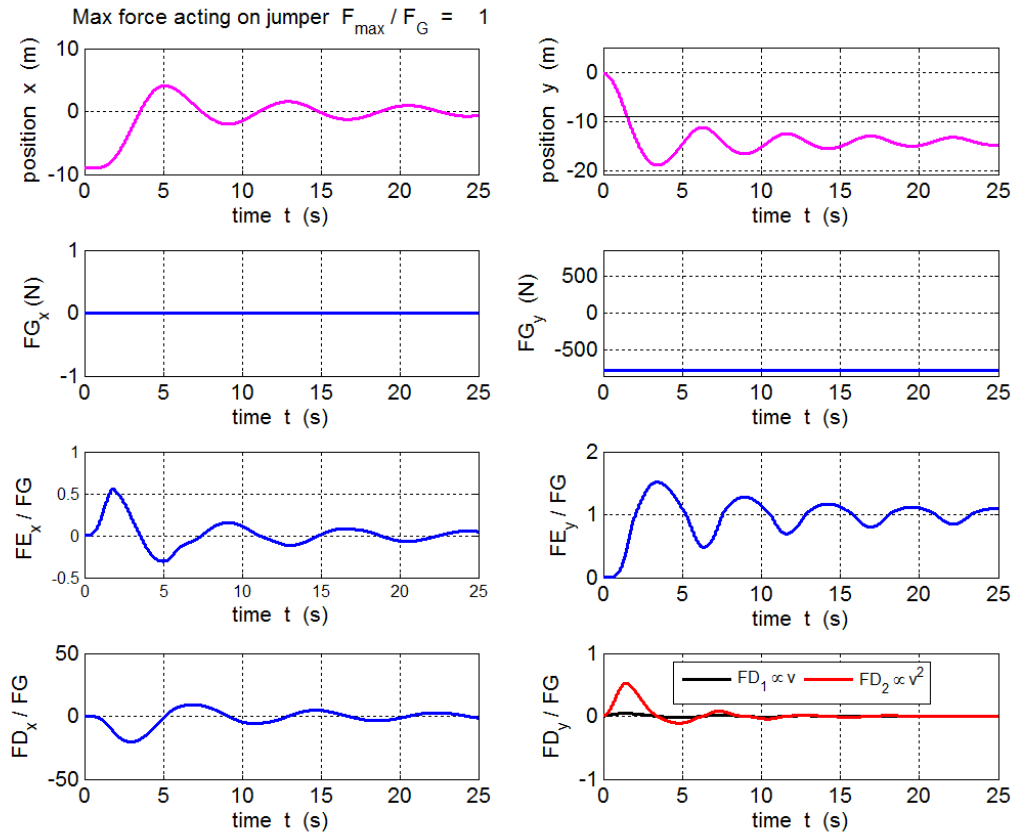 Max force acting on jumper F_max / F_G = 1
position x (m)
10
0
-10
0 5 10 15 20 25
time t (s)
position y (m)
0
-10
-20
0 5 10 15 20 25
time t (s)
FG_x (N)
1
0
-1
0 5 10 15 20 25
time t (s)
FG_y (N)
500
0
-500
0 5 10 15 20 25
time t (s)
FE_x / FG
1
0.5
0
-0.5
0 5 10 15 20 25
time t (s)
FE_y / FG
2
1
0
0 5 10 15 20 25
time t (s)
FD_x / FG
50
0
-50
0 5 10 15 20 25
time t (s)
FD_y / FG
1
0
-1
FD_1 ∝ v FD_2 ∝ v^2
0 5 10 15 20 25
time t (s)